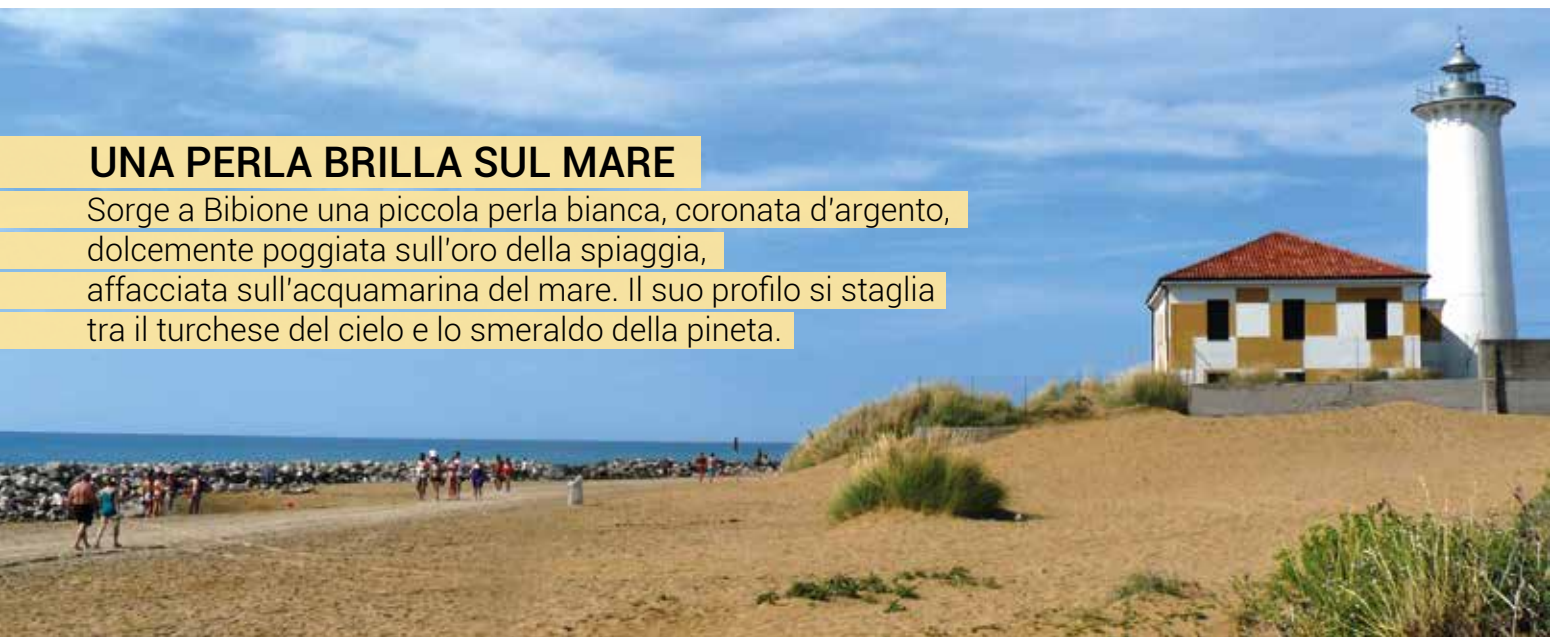 UNA PERLA BRILLA SUL MARE
Sorge a Bibione una piccola perla bianca, coronata d'argento,
dolcemente poggiata sull'oro della spiaggia,
affacciata sull'acquamarina del mare. Il suo profilo si staglia
tra il turchese del cielo e lo smeraldo della pineta.